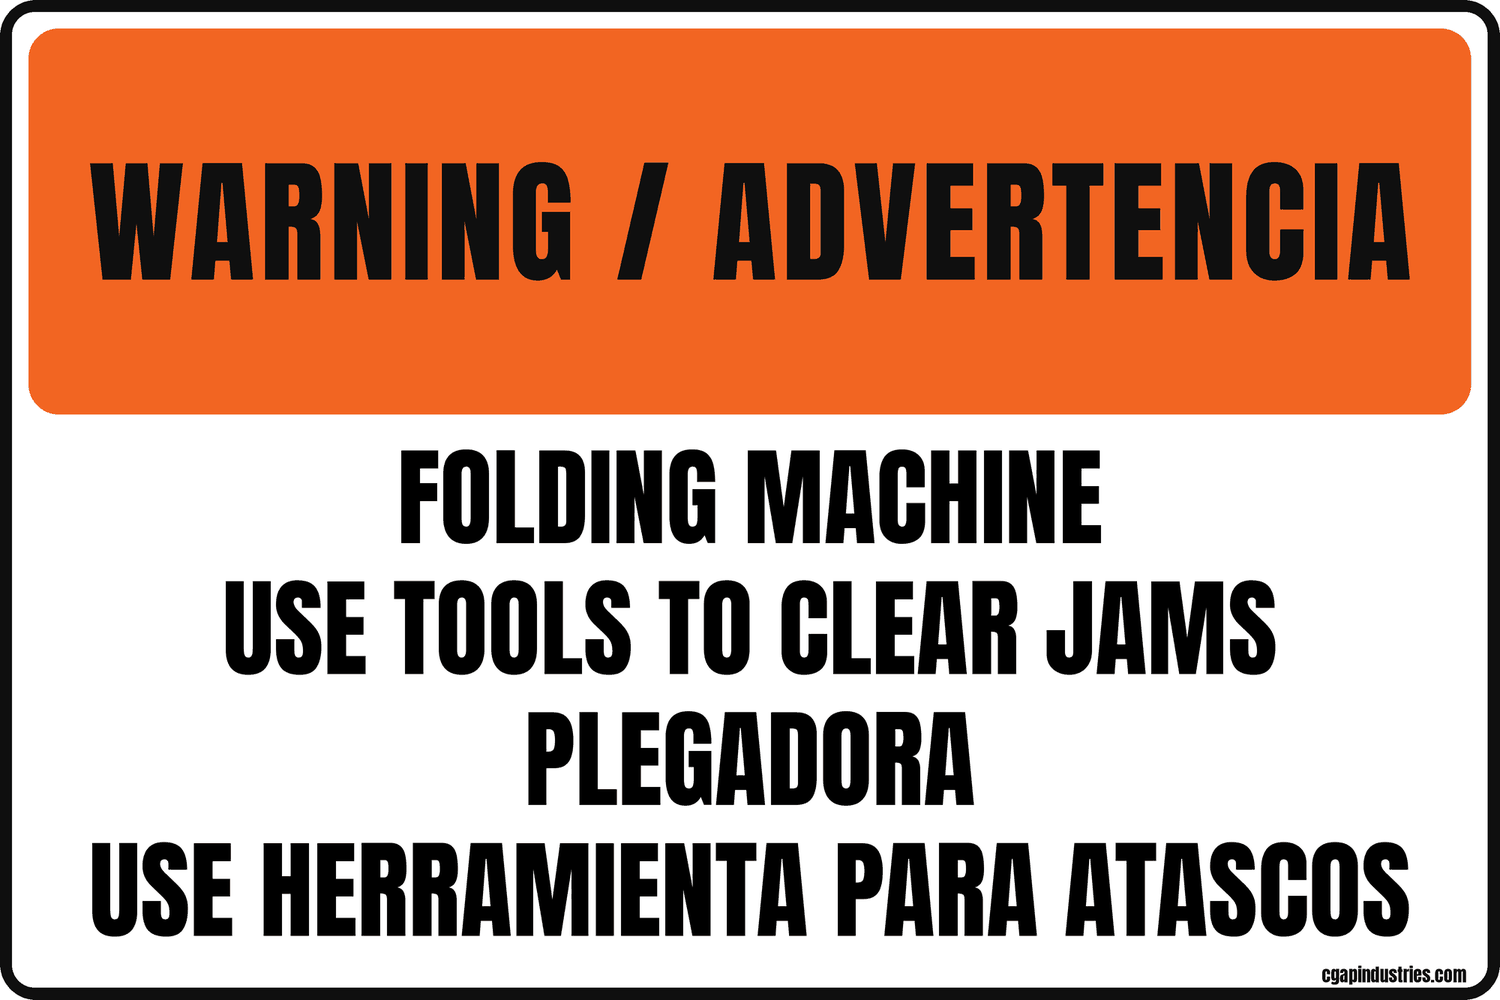 WARNING / ADVERTENCIA
FOLDING MACHINE
USE TOOLS TO CLEAR JAMS
PLEGADORA
USE HERRAMIENTA PARA ATASCOS
cgapindustries.com